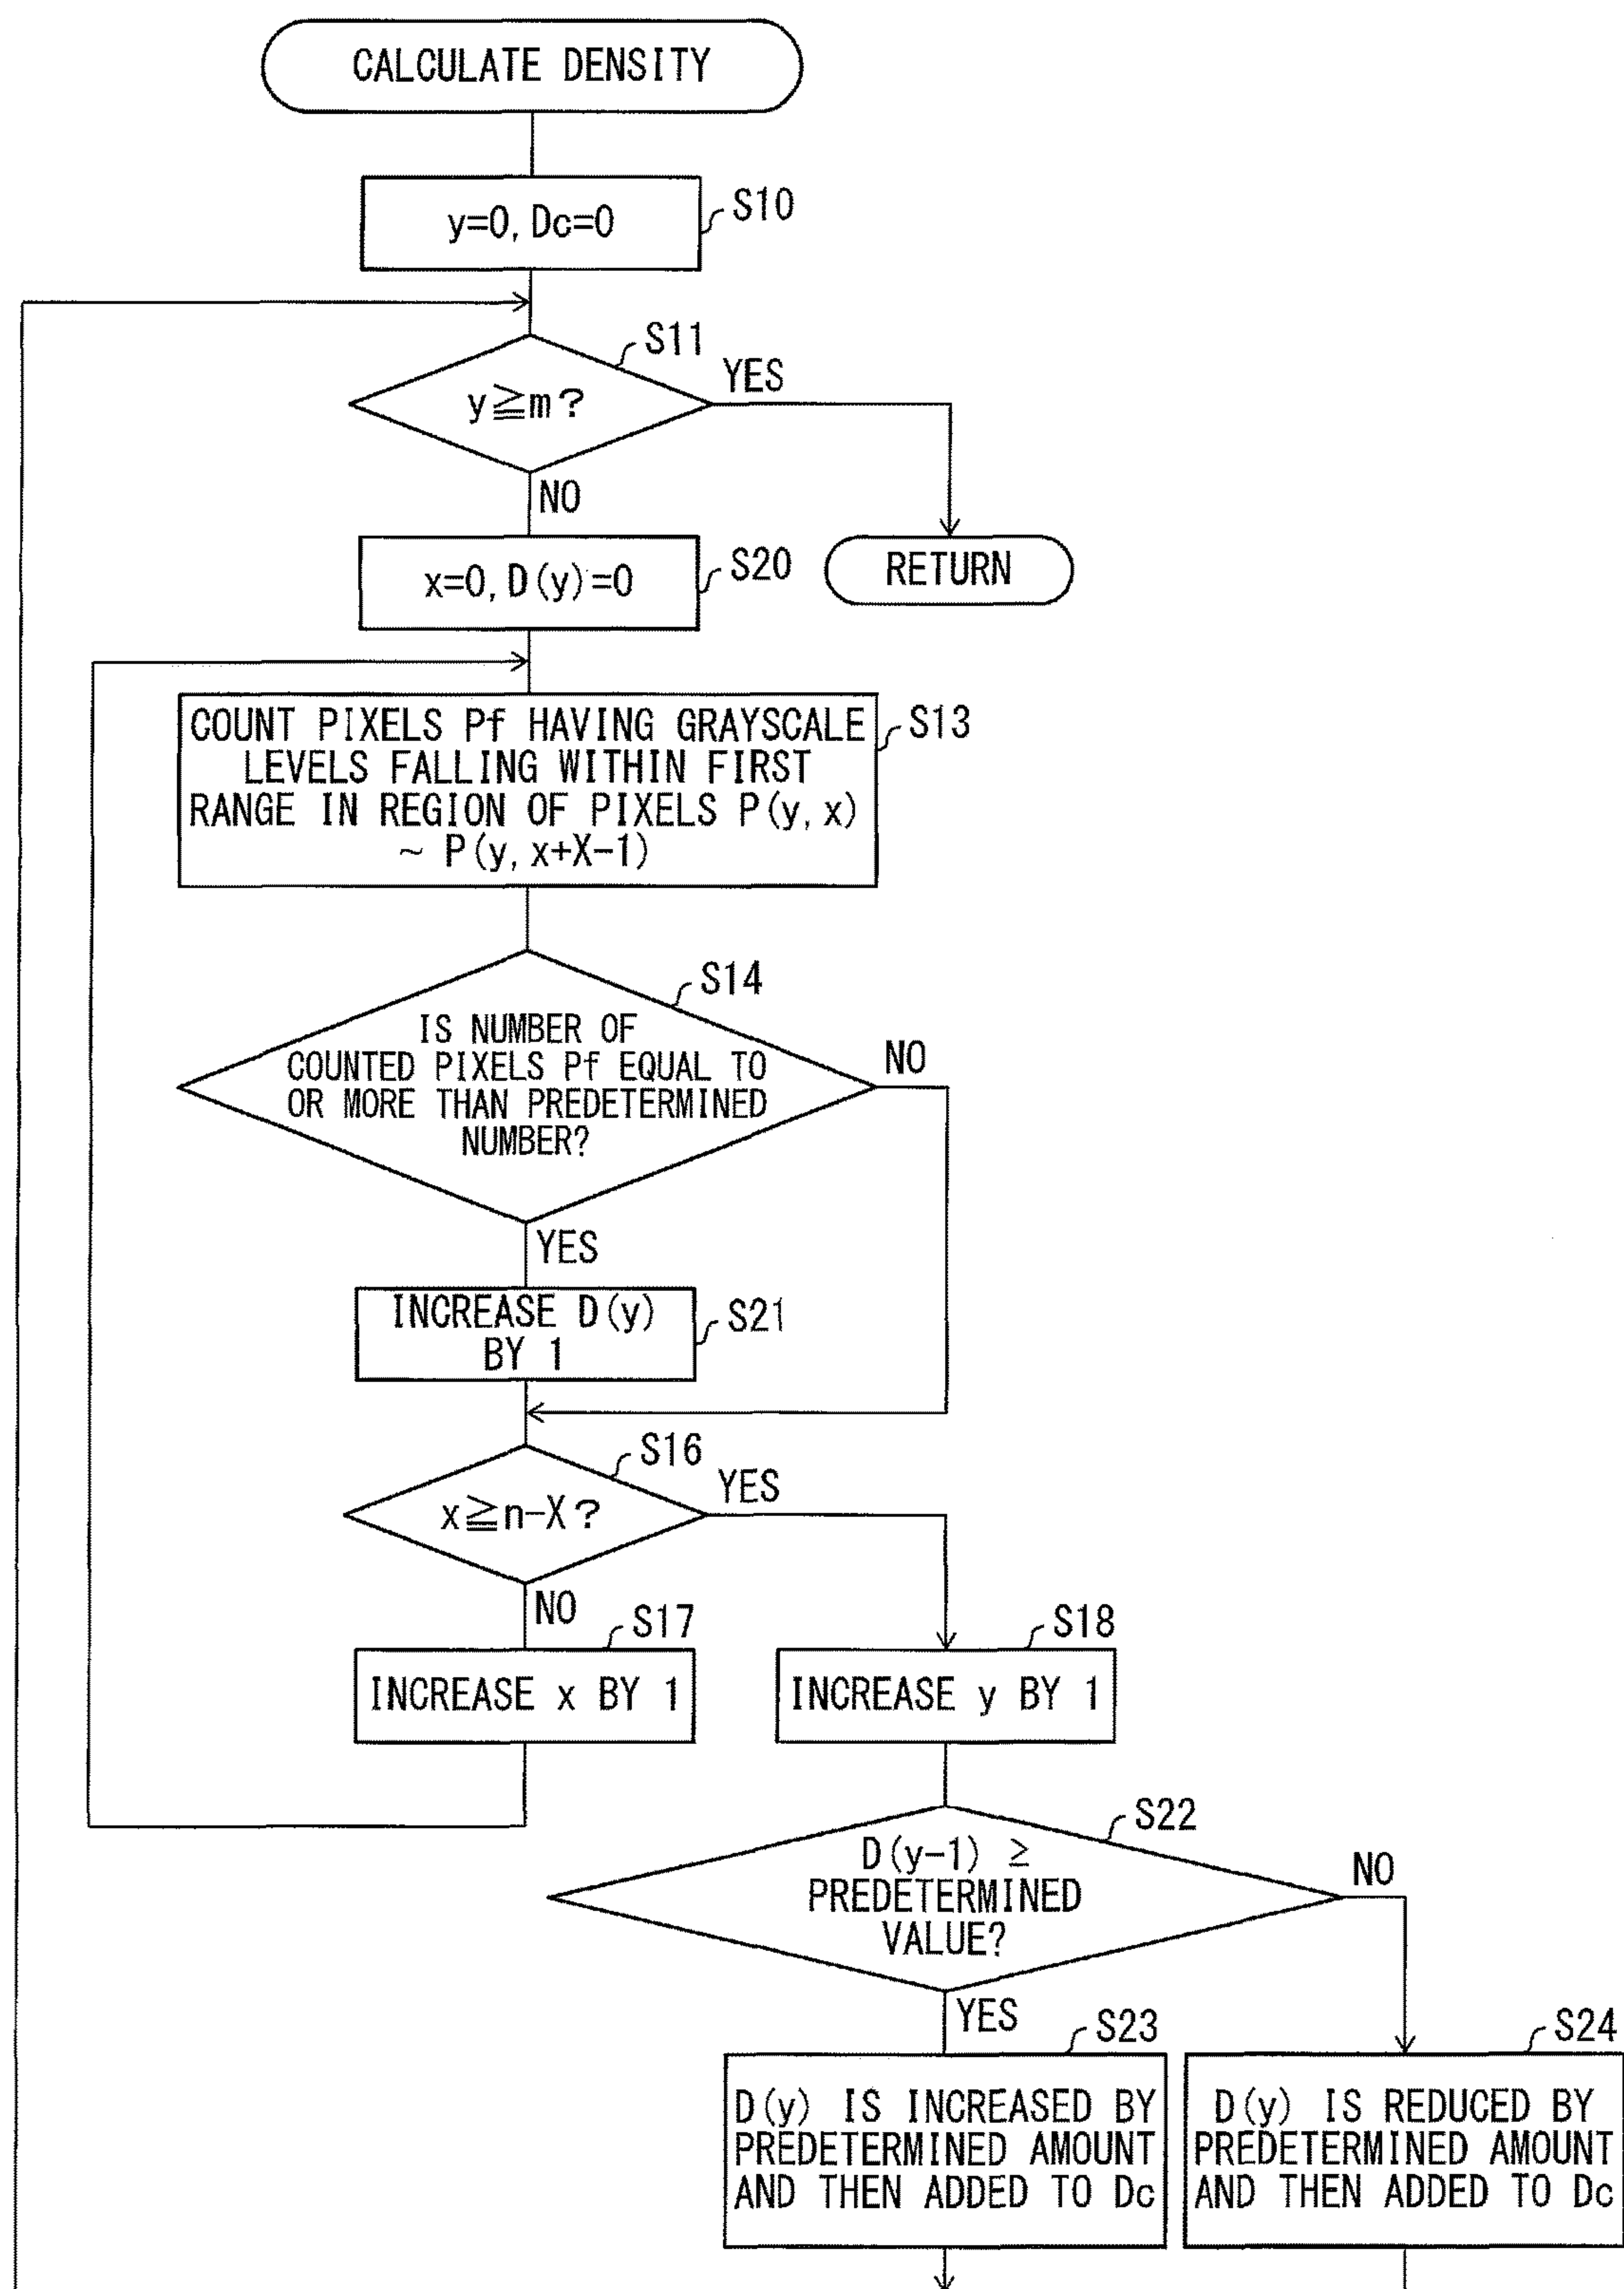 CALCULATE DENSITY
y=0, Dc=0
S10
S11
y≧m?
YES
NO
x=0, D(y)=0
S20
RETURN
COUNT PIXELS Pf HAVING GRAYSCALE
LEVELS FALLING WITHIN FIRST
RANGE IN REGION OF PIXELS P(y, x)
~ P(y, x+X-1)
S13
S14
IS NUMBER OF
COUNTED PIXELS Pf EQUAL TO
OR MORE THAN PREDETERMINED
NUMBER?
NO
YES
INCREASE D(y)
BY 1
S21
S16
x≧n-X?
YES
NO
S17
INCREASE x BY 1
S18
INCREASE y BY 1
S22
D(y-1) ≥
PREDETERMINED
VALUE?
NO
YES
S23
D(y) IS INCREASED BY
PREDETERMINED AMOUNT
AND THEN ADDED TO Dc
S24
D(y) IS REDUCED BY
PREDETERMINED AMOUNT
AND THEN ADDED TO Dc